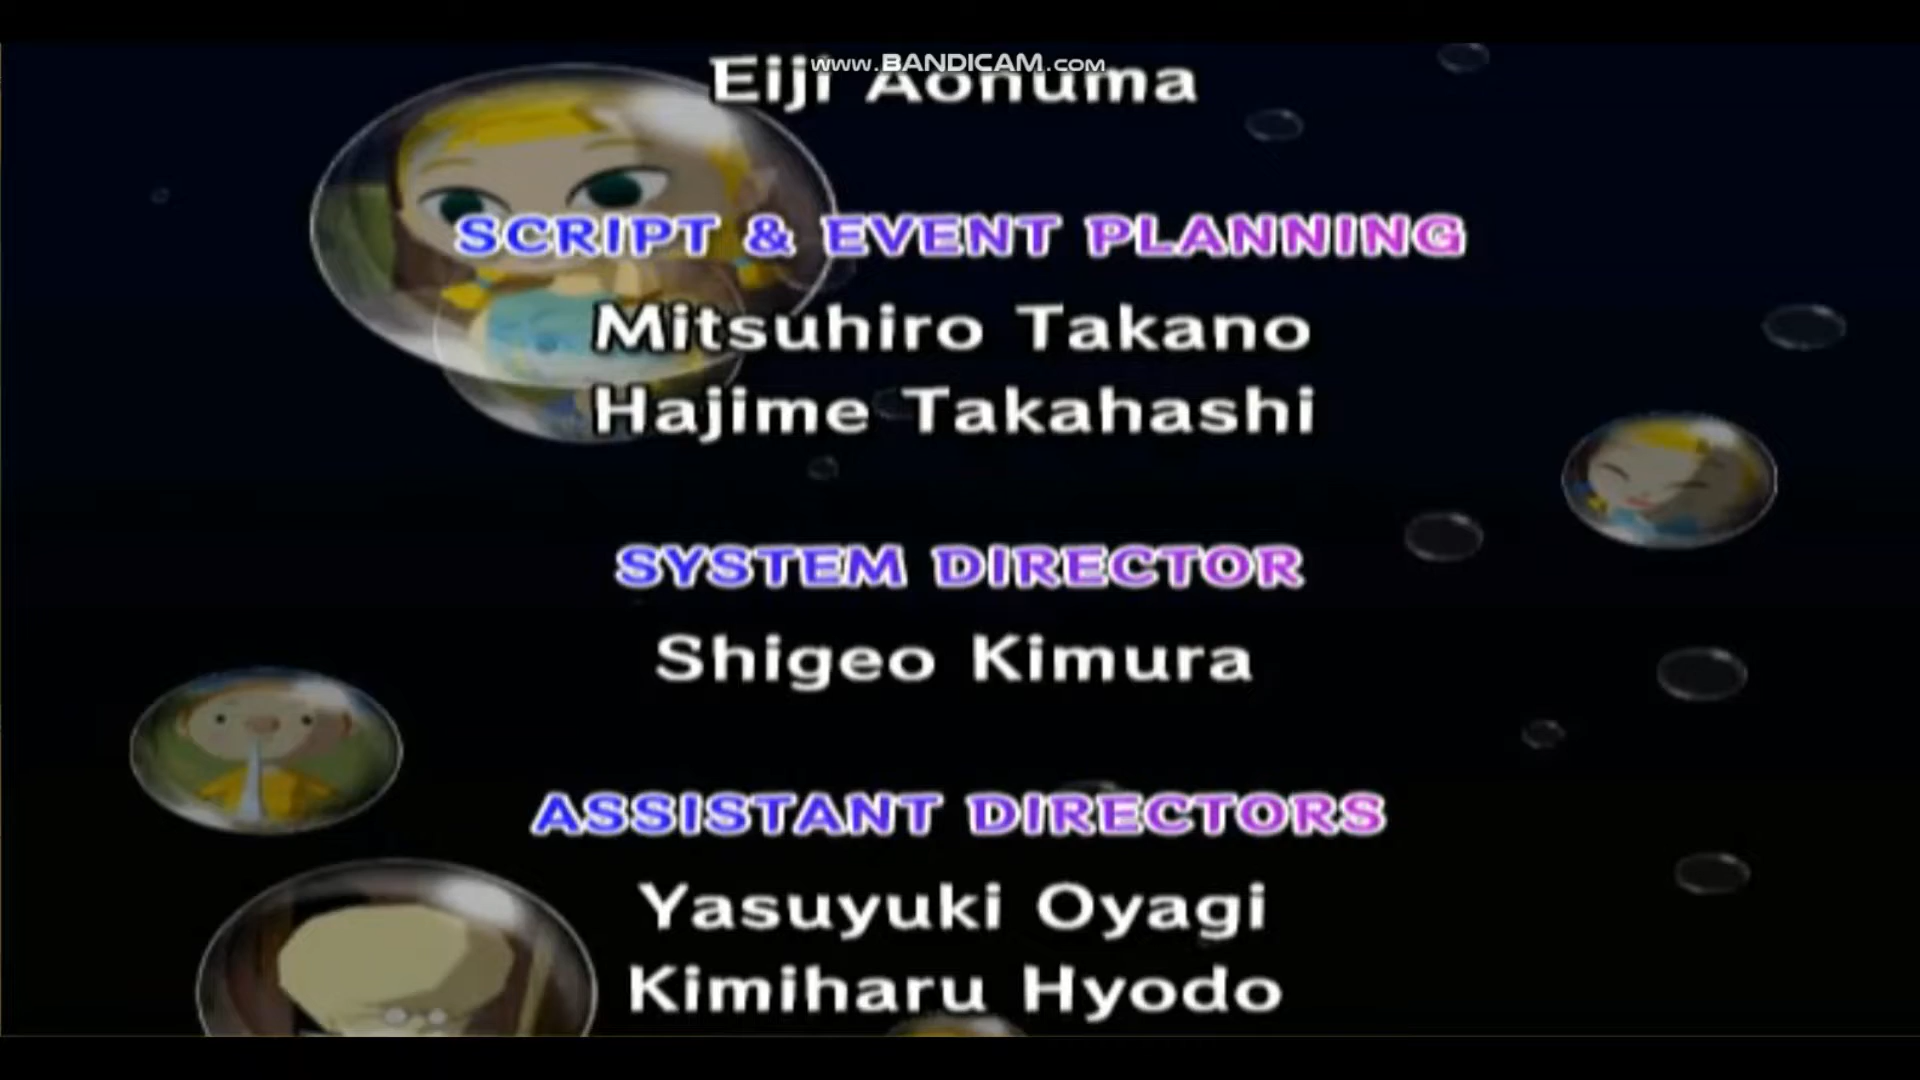 www.BANDICAM.com
Eiji Aonuma
SCRIPT & EVENT PLANNING
Mitsuhiro Takano
Hajime Takahashi
SYSTEM DIRECTOR
Shigeo Kimura
ASSISTANT DIRECTORS
Yasuyuki Oyagi
Kimiharu Hyodo